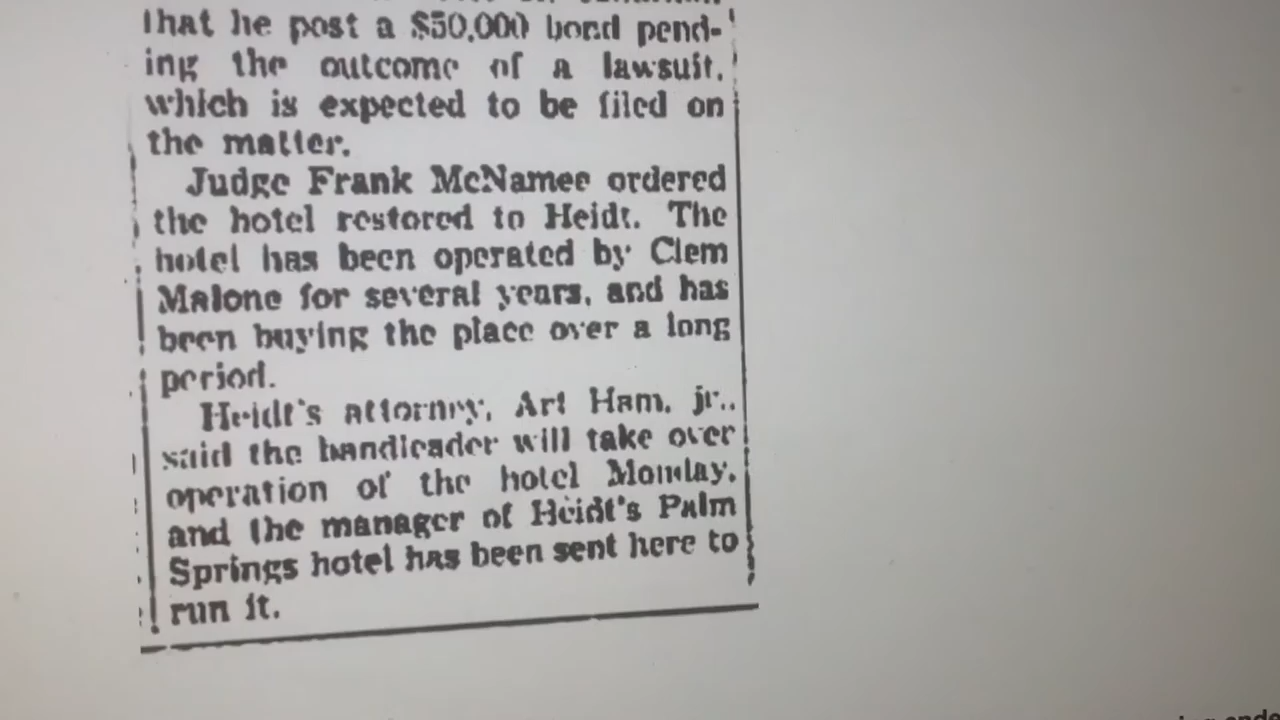 that he post a $50,000 bond pend-
ing the outcome of a lawsuit,
which is expected to be filed on
the matter.
Judge Frank McNamee ordered
the hotel restored to Heidt. The
hotel has been operated by Clem
Malone for several years, and has
been buying the place over a long
period.
Heidt's attorney, Art Ham, jr.,
said the bandleader will take over
operation of the hotel Monday,
and the manager of Heidt's Palm
Springs hotel has been sent here to
run it.